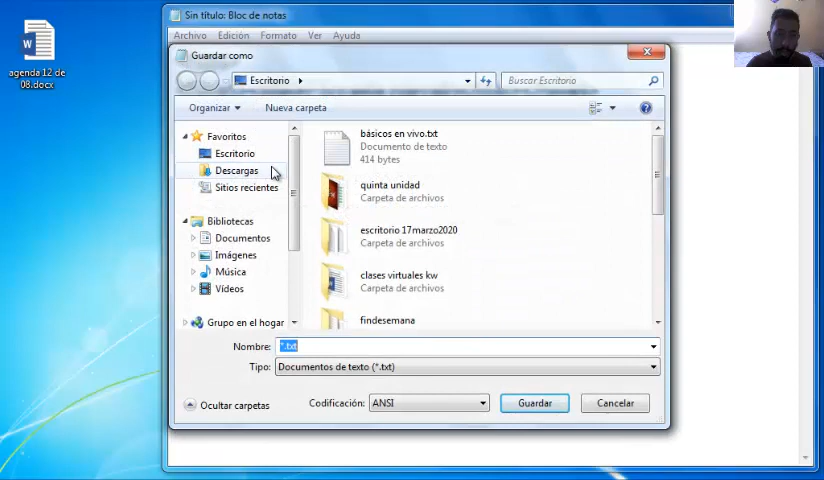 agenda 12 de
08.docx
Sin título: Bloc de notas
Archivo Edición Formato Ver Ayuda
Guardar como
Escritorio
Buscar Escritorio
Organizar Nueva carpeta
Favoritos
Escritorio
Descargas
Sitios recientes
Bibliotecas
Documentos
Imágenes
Música
Vídeos
Grupo en el hogar
básicos en vivo.txt
Documento de texto
414 bytes
quinta unidad
Carpeta de archivos
escritorio 17marzo2020
Carpeta de archivos
clases virtuales kw
Carpeta de archivos
findesemana
Nombre: *.txt
Tipo: Documentos de texto (*.txt)
Ocultar carpetas
Codificación: ANSI
Guardar
Cancelar